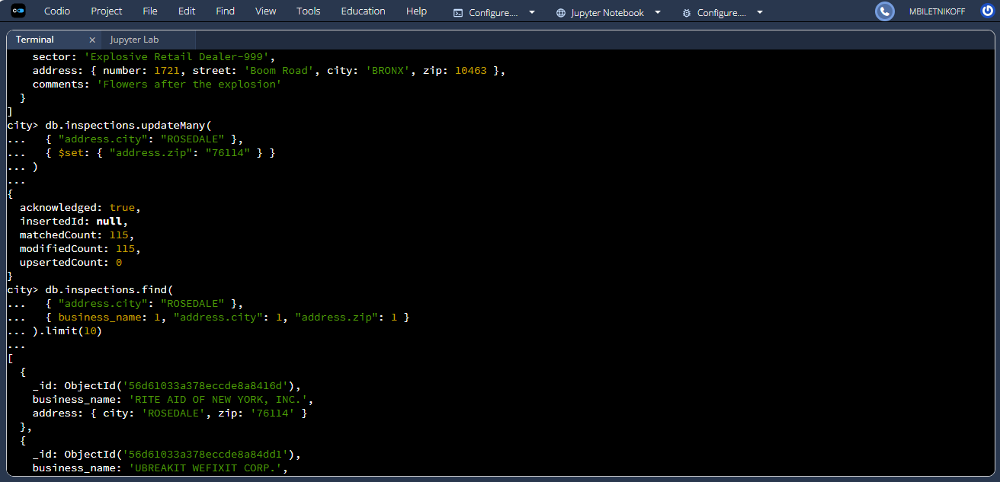 Codio Project File Edit Find View Tools Education Help Configure.... Jupyter Notebook Configure.... MBILETNIKOFF
Terminal × Jupyter Lab
    sector: 'Explosive Retail Dealer-999',
    address: { number: 1721, street: 'Boom Road', city: 'BRONX', zip: 10463 },
    comments: 'Flowers after the explosion'
  }
]
city> db.inspections.updateMany(
...   { "address.city": "ROSEDALE" },
...   { $set: { "address.zip": "76114" } }
... )
...
{
  acknowledged: true,
  insertedId: null,
  matchedCount: 115,
  modifiedCount: 115,
  upsertedCount: 0
}
city> db.inspections.find(
...   { "address.city": "ROSEDALE" },
...   { business_name: 1, "address.city": 1, "address.zip": 1 }
... ).limit(10)
...
[
  {
    _id: ObjectId('56d61033a378eccde8a8416d'),
    business_name: 'RITE AID OF NEW YORK, INC.',
    address: { city: 'ROSEDALE', zip: '76114' }
  },
  {
    _id: ObjectId('56d61033a378eccde8a84dd1'),
    business_name: 'UBREAKIT WEFIXIT CORP.',